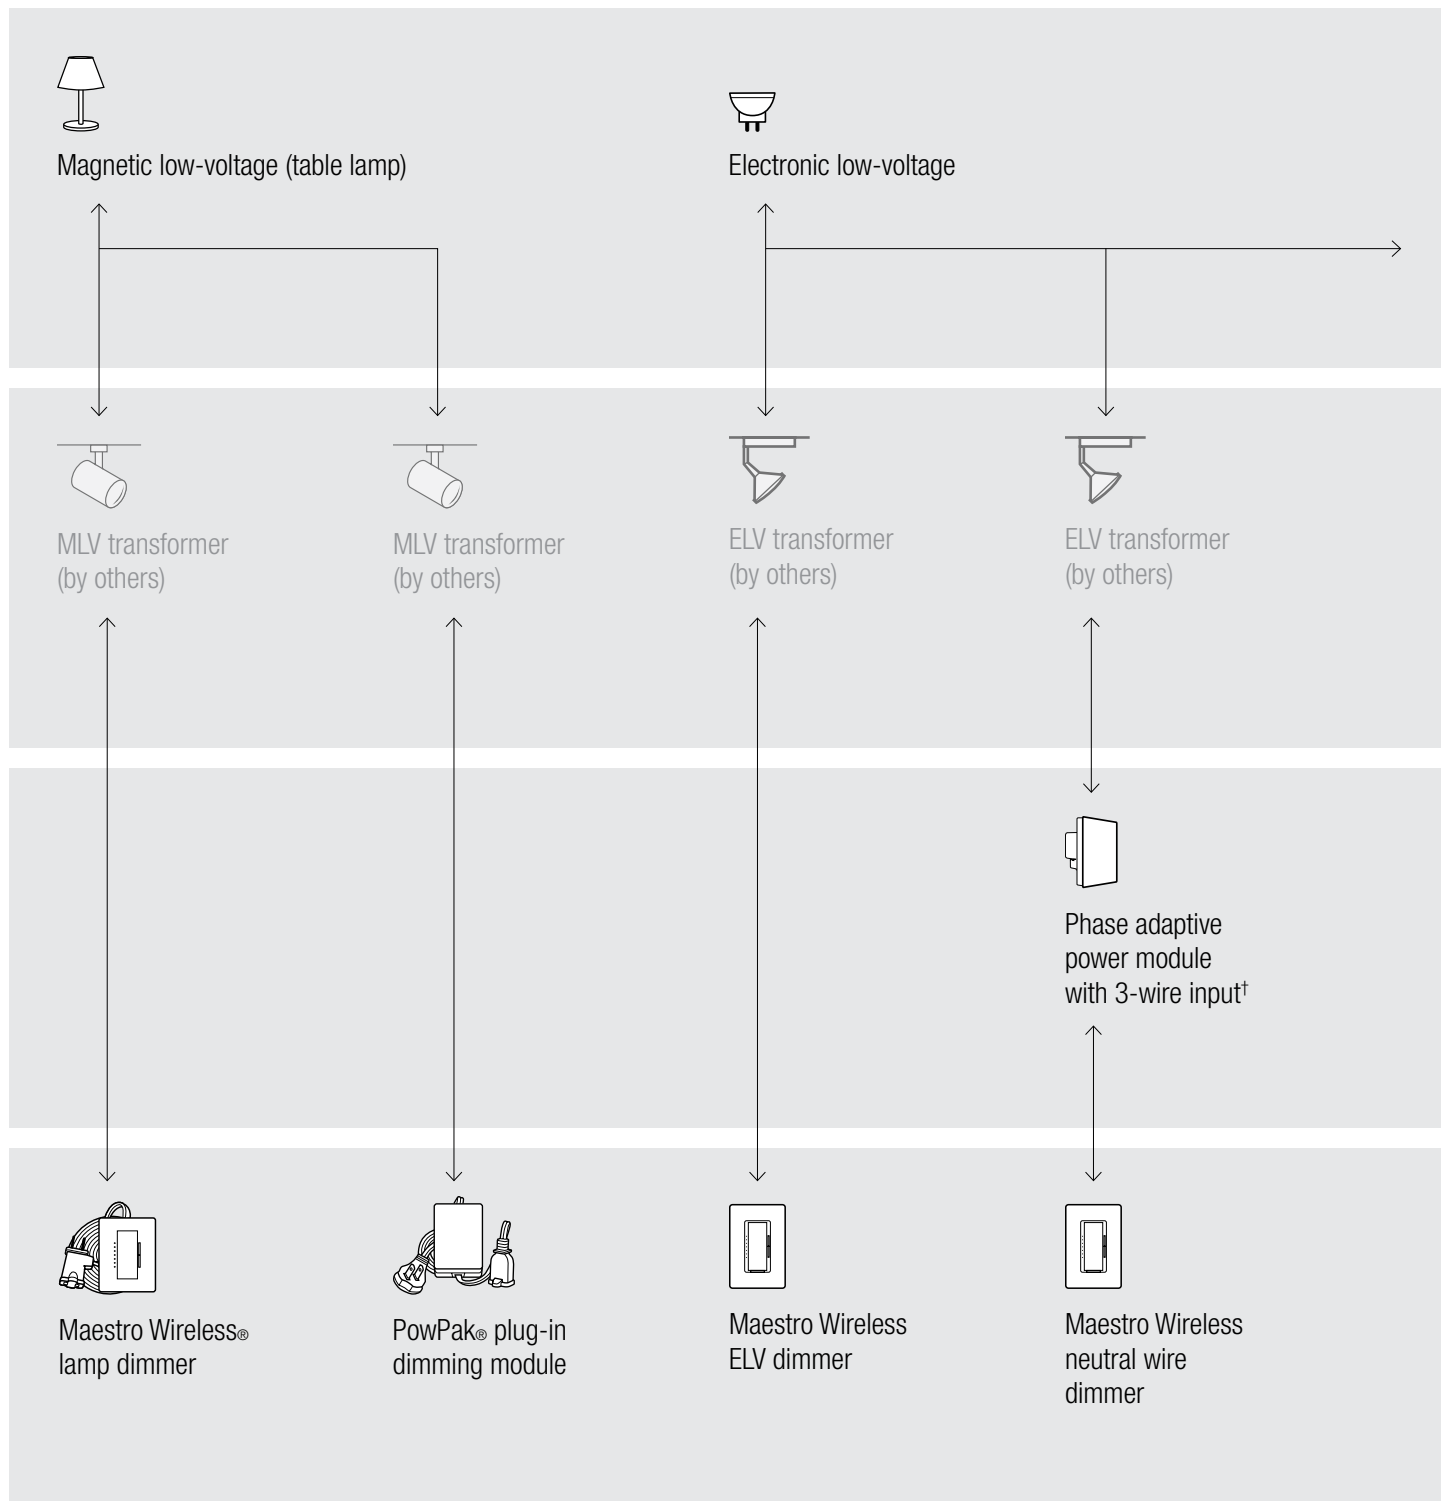 Magnetic low-voltage (table lamp)
Electronic low-voltage
MLV transformer
(by others)
MLV transformer
(by others)
ELV transformer
(by others)
ELV transformer
(by others)
Phase adaptive
power module
with 3-wire input†
Maestro Wireless®
lamp dimmer
PowPak® plug-in
dimming module
Maestro Wireless
ELV dimmer
Maestro Wireless
neutral wire
dimmer